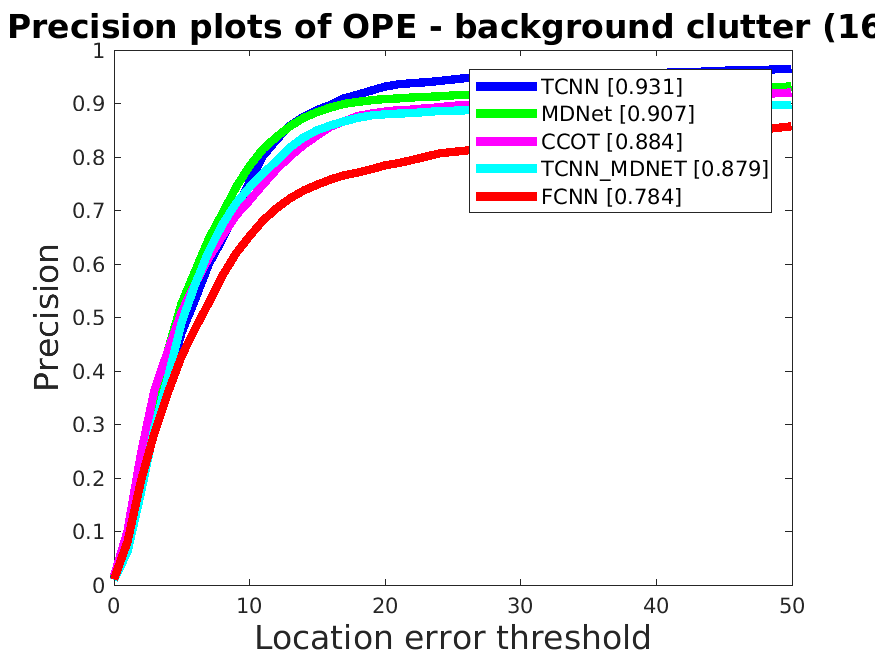 Precision plots of OPE - background clutter (16
1
0.9
0.8
0.7
0.6
0.5
0.4
0.3
0.2
0.1
0
Precision
TCNN [0.931]
MDNet [0.907]
CCOT [0.884]
TCNN_MDNET [0.879]
FCNN [0.784]
0 10 20 30 40 50
Location error threshold